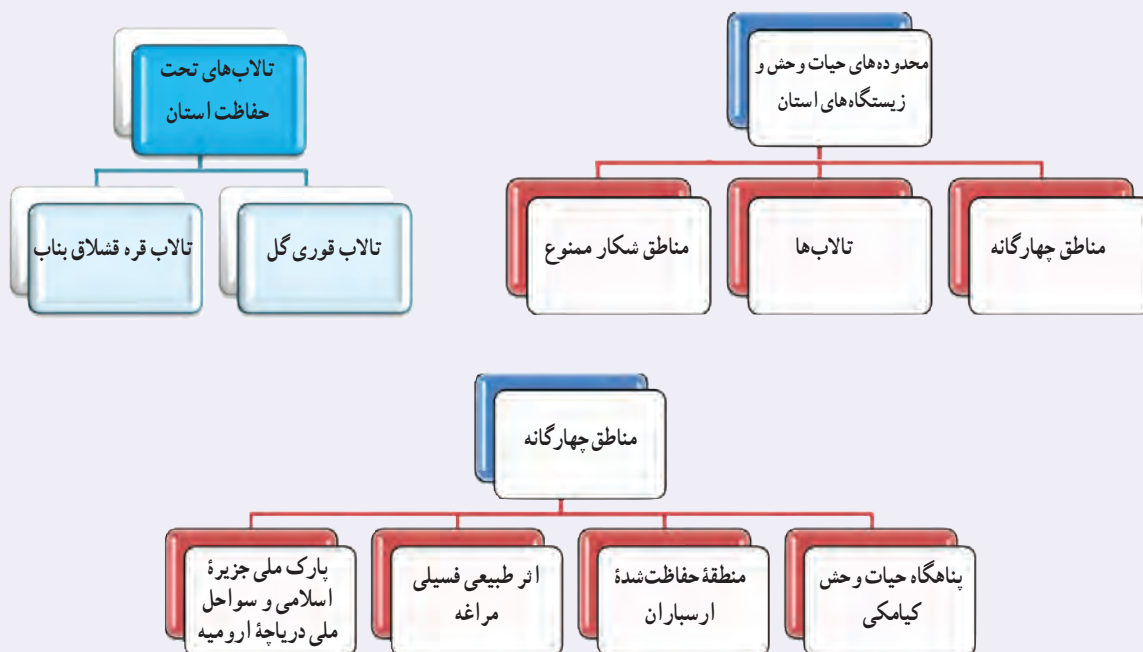 محدوده‌های حیات وحش و
زیستگاه‌های استان
مناطق چهارگانه
تالاب‌ها
مناطق شکار ممنوع
تالاب‌های تحت
حفاظت استان
تالاب قوری گل
تالاب قره قشلاق بناب
مناطق چهارگانه
پناهگاه حیات وحش
کیامکی
منطقهٔ حفاظت‌شدهٔ
ارسباران
اثر طبیعی فسیلی
مراغه
پارک ملی جزیرهٔ
اسلامی و سواحل
ملی دریاچهٔ ارومیه